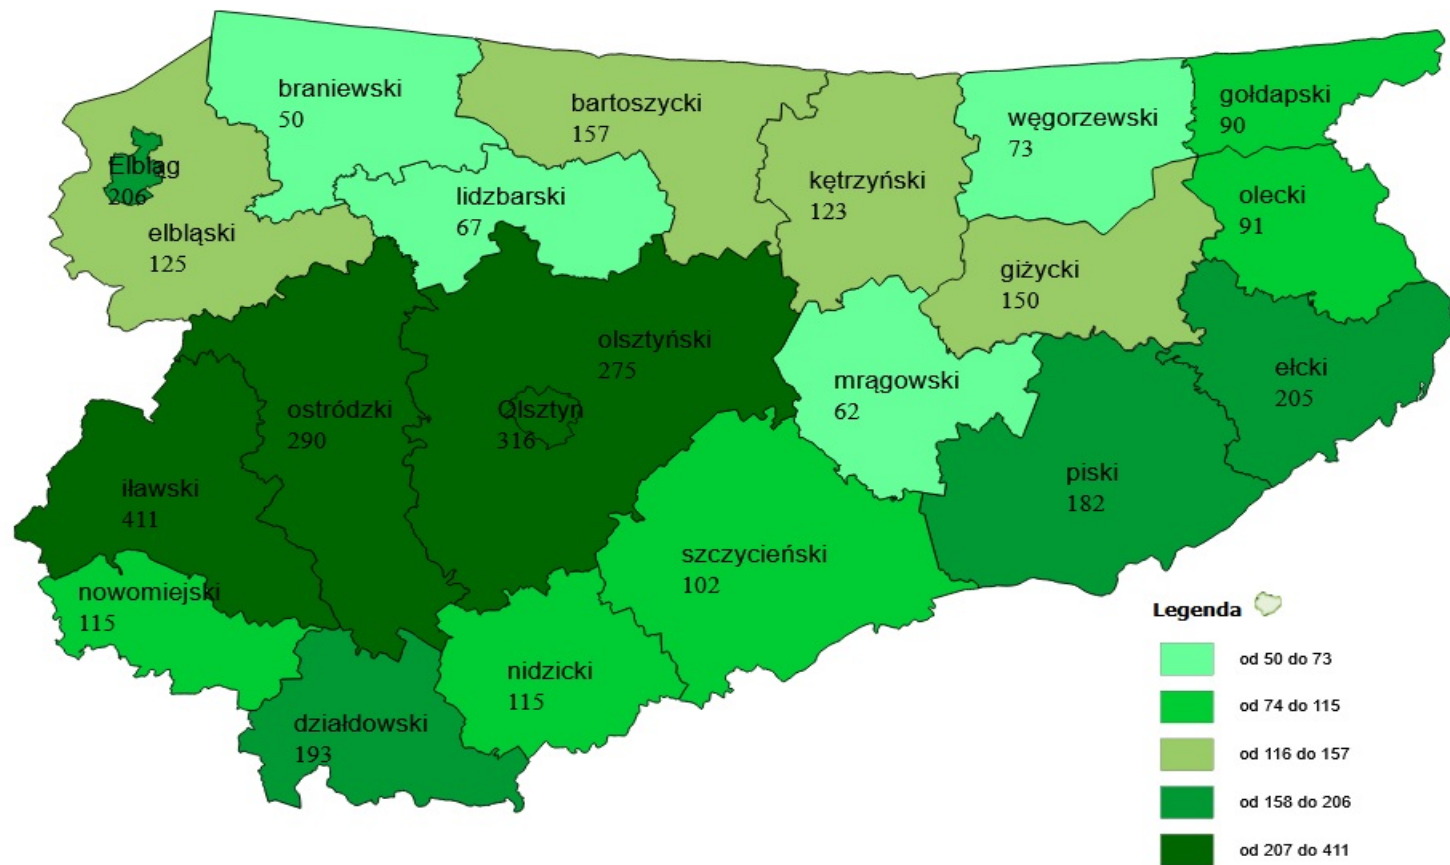 braniewski
50
bartoszycki
157
węgorzewski
73
gołdapski
90
Elbląg
206
lidzbarski
67
kętrzyński
123
olecki
91
elbląski
125
giżycki
150
olsztyński
275
mrągowski
62
ełcki
205
ostródzki
290
Olsztyn
316
iławski
411
piski
182
szczycieński
102
nowomiejski
115
nidzicki
115
działdowski
193
Legenda
od 50 do 73
od 74 do 115
od 116 do 157
od 158 do 206
od 207 do 411